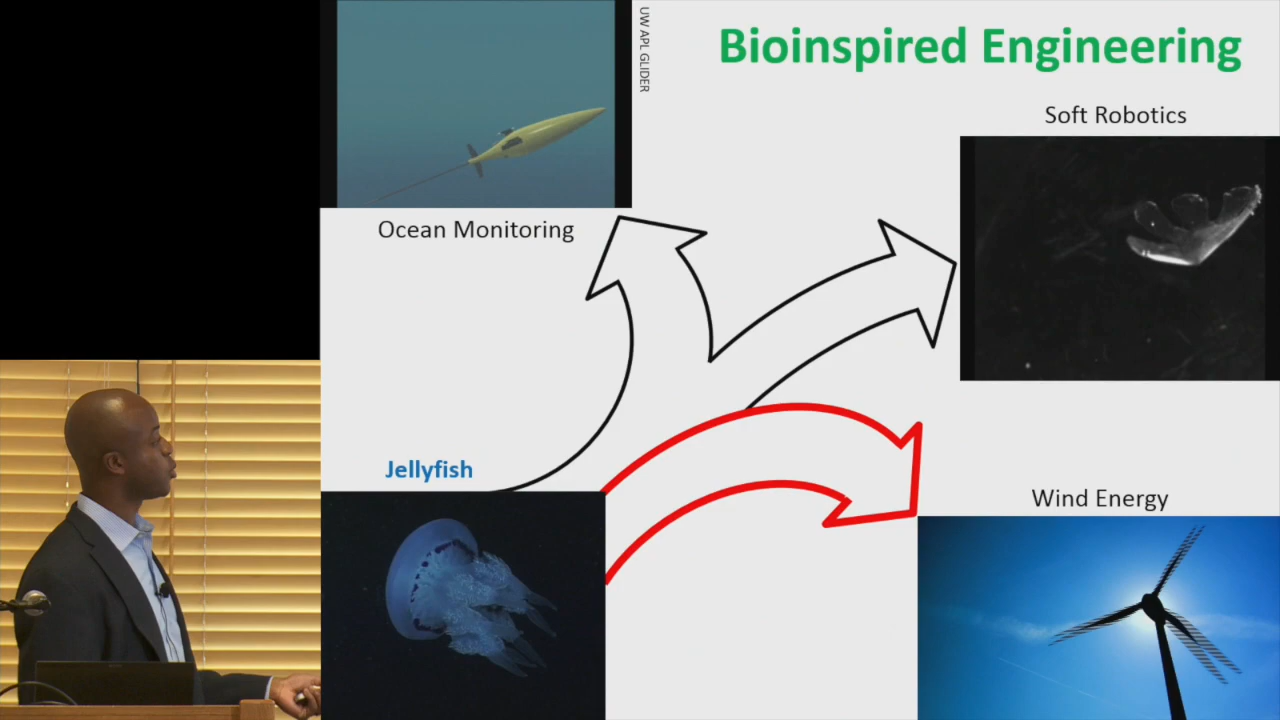 UW APL GLIDER
Bioinspired Engineering
Soft Robotics
Ocean Monitoring
Jellyfish
Wind Energy